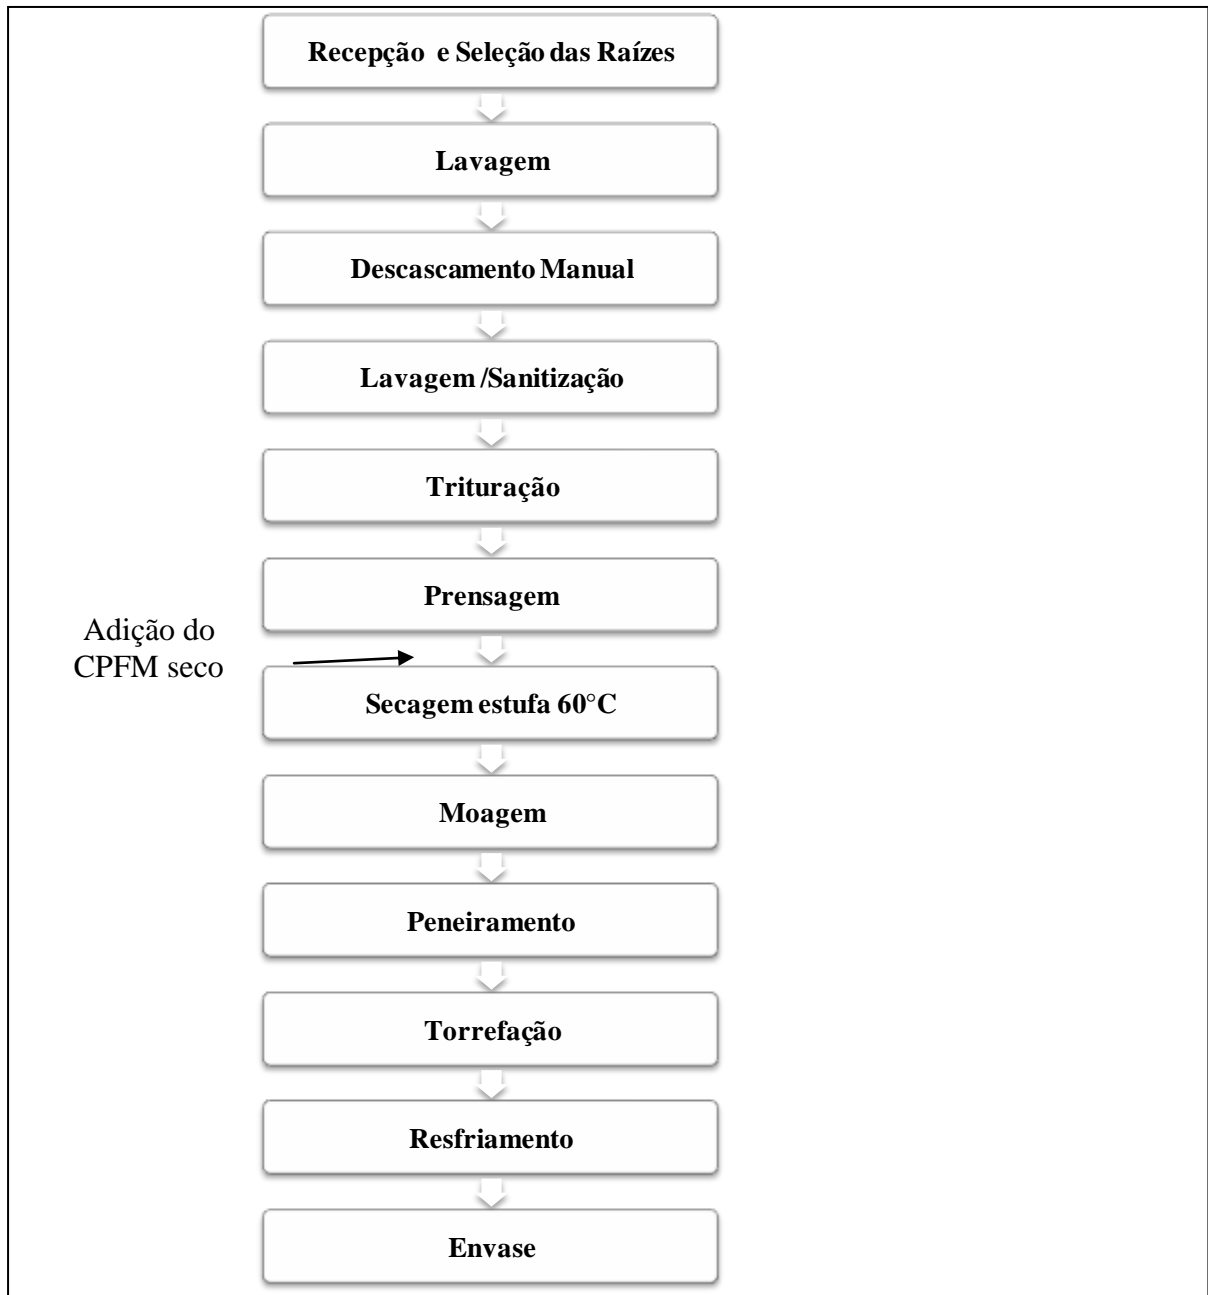 Recepção e Seleção das Raízes
Lavagem
Descascamento Manual
Lavagem /Sanitização
Trituração
Prensagem
Adição do
CPFM seco
Secagem estufa 60°C
Moagem
Peneiramento
Torrefação
Resfriamento
Envase